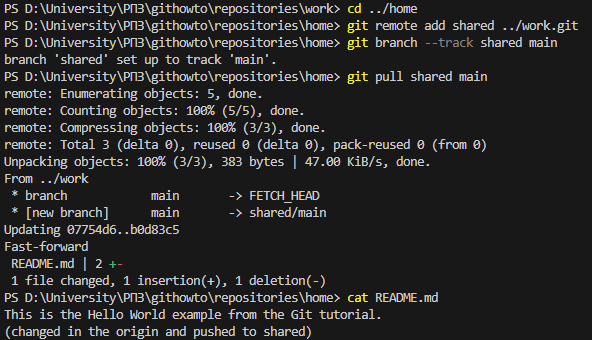 PS D:\University\РПЗ\githowto\repositories\work> cd ../home
PS D:\University\РПЗ\githowto\repositories\home> git remote add shared ../work.git
PS D:\University\РПЗ\githowto\repositories\home> git branch --track shared main
branch 'shared' set up to track 'main'.
PS D:\University\РПЗ\githowto\repositories\home> git pull shared main
remote: Enumerating objects: 5, done.
remote: Counting objects: 100% (5/5), done.
remote: Compressing objects: 100% (3/3), done.
remote: Total 3 (delta 0), reused 0 (delta 0), pack-reused 0 (from 0)
Unpacking objects: 100% (3/3), 383 bytes | 47.00 KiB/s, done.
From ../work
 * branch            main       -> FETCH_HEAD
 * [new branch]      main       -> shared/main
Updating 07754d6..b0d83c5
Fast-forward
 README.md | 2 +-
 1 file changed, 1 insertion(+), 1 deletion(-)
PS D:\University\РПЗ\githowto\repositories\home> cat README.md
This is the Hello World example from the Git tutorial.
(changed in the origin and pushed to shared)